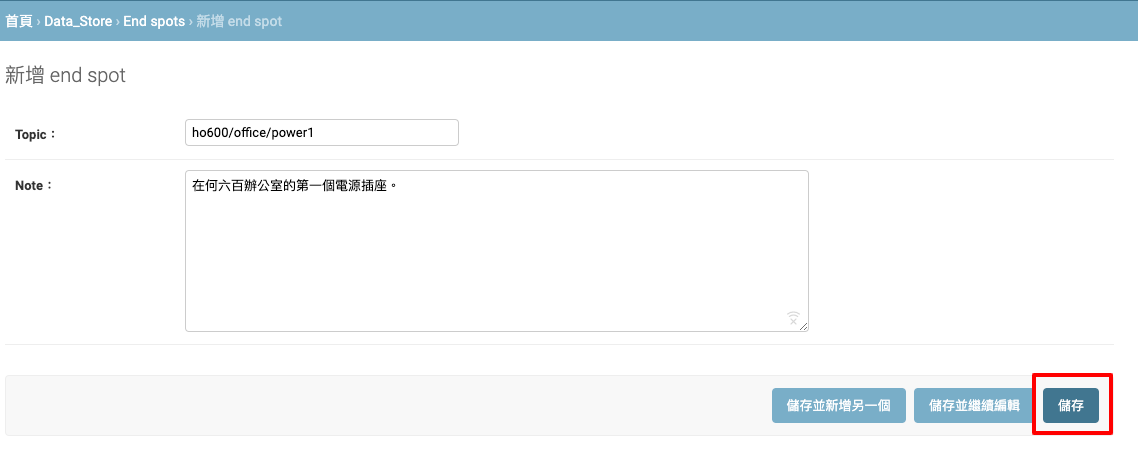 首頁 › Data_Store › End spots › 新增 end spot
新增 end spot
Topic：
ho600/office/power1
Note：
在何六百辦公室的第一個電源插座。
儲存並新增另一個
儲存並繼續編輯
儲存